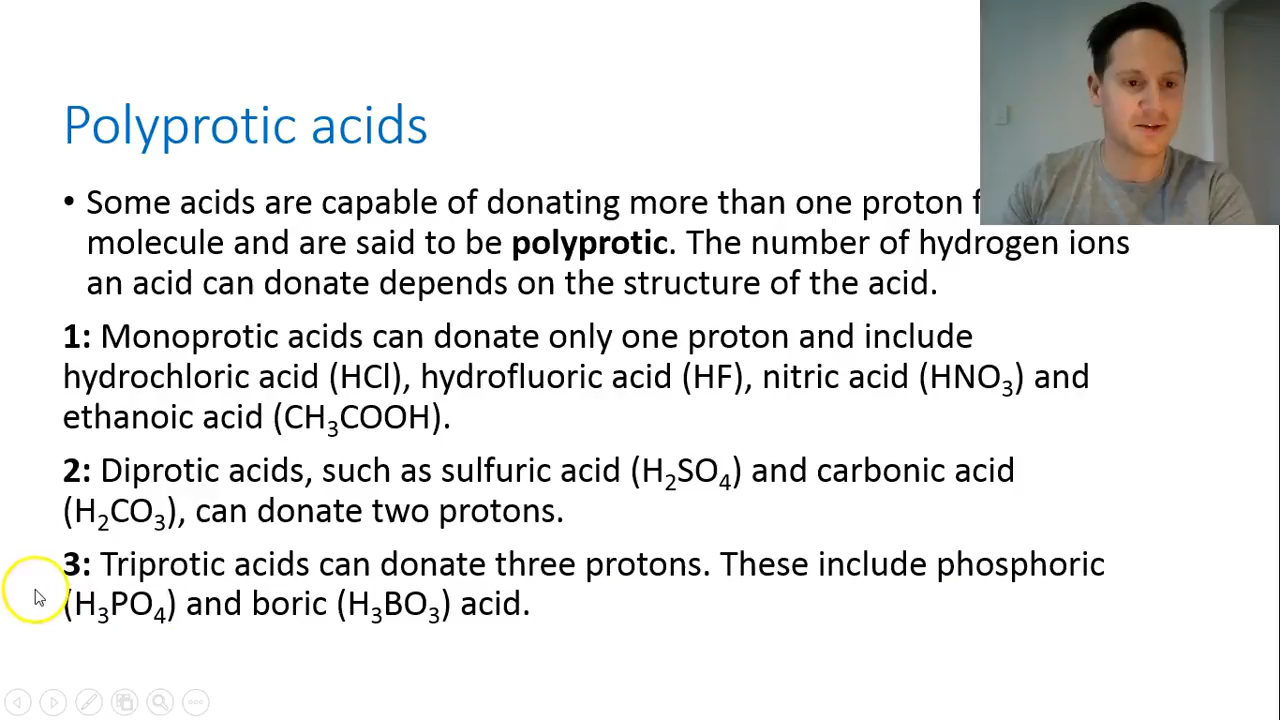 Polyprotic acids
• Some acids are capable of donating more than one proton
molecule and are said to be polyprotic. The number of hydrogen ions
an acid can donate depends on the structure of the acid.
1: Monoprotic acids can donate only one proton and include
hydrochloric acid (HCl), hydrofluoric acid (HF), nitric acid (HNO₃) and
ethanoic acid (CH₃COOH).
2: Diprotic acids, such as sulfuric acid (H₂SO₄) and carbonic acid
(H₂CO₃), can donate two protons.
3: Triprotic acids can donate three protons. These include phosphoric
(H₃PO₄) and boric (H₃BO₃) acid.